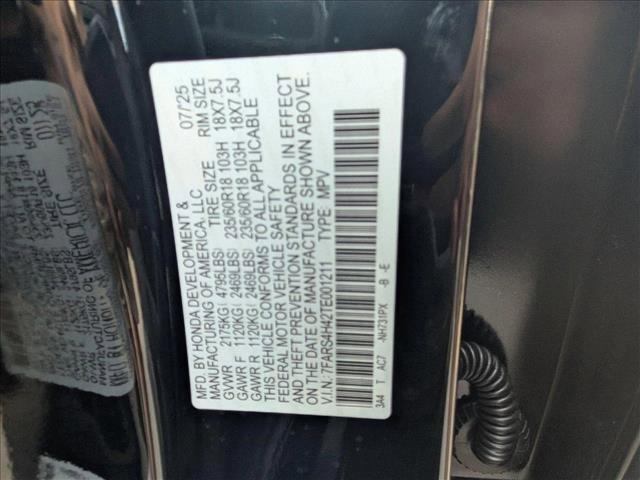 MFD. BY HONDA DEVELOPMENT &
MANUFACTURING OF AMERICA, LLC 07/'25
TIRE SIZE RIM SIZE
GVWR 2175KG( 4795LBS)
GAWR F 1120KG( 2469LBS) 235/60R18 103H 18X7.5J
GAWR R 1120KG( 2469LBS) 235/60R18 103H 18X7.5J
THIS VEHICLE CONFORMS TO ALL APPLICABLE
FEDERAL MOTOR VEHICLE SAFETY
AND THEFT PREVENTION STANDARDS IN EFFECT
ON THE DATE OF MANUFACTURE SHOWN ABOVE.
V.I.N. 7FARS4H42TE001211 TYPE: MPV
3A4 T AC7 -NH731PX -B -E